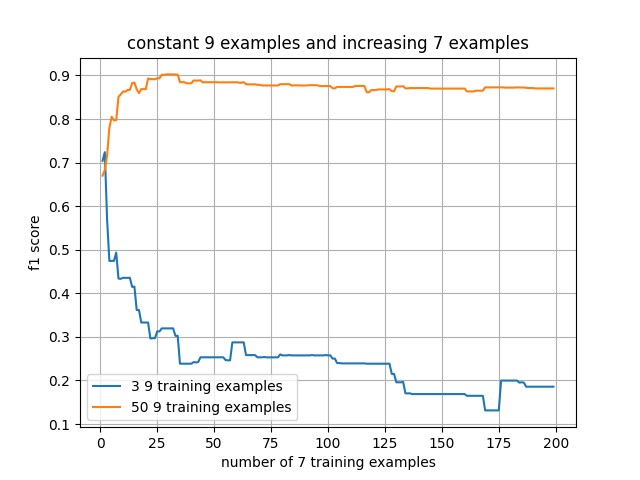 constant 9 examples and increasing 7 examples
f1 score
0.9
0.8
0.7
0.6
0.5
0.4
0.3
0.2
0.1
3 9 training examples
50 9 training examples
0 25 50 75 100 125 150 175 200
number of 7 training examples